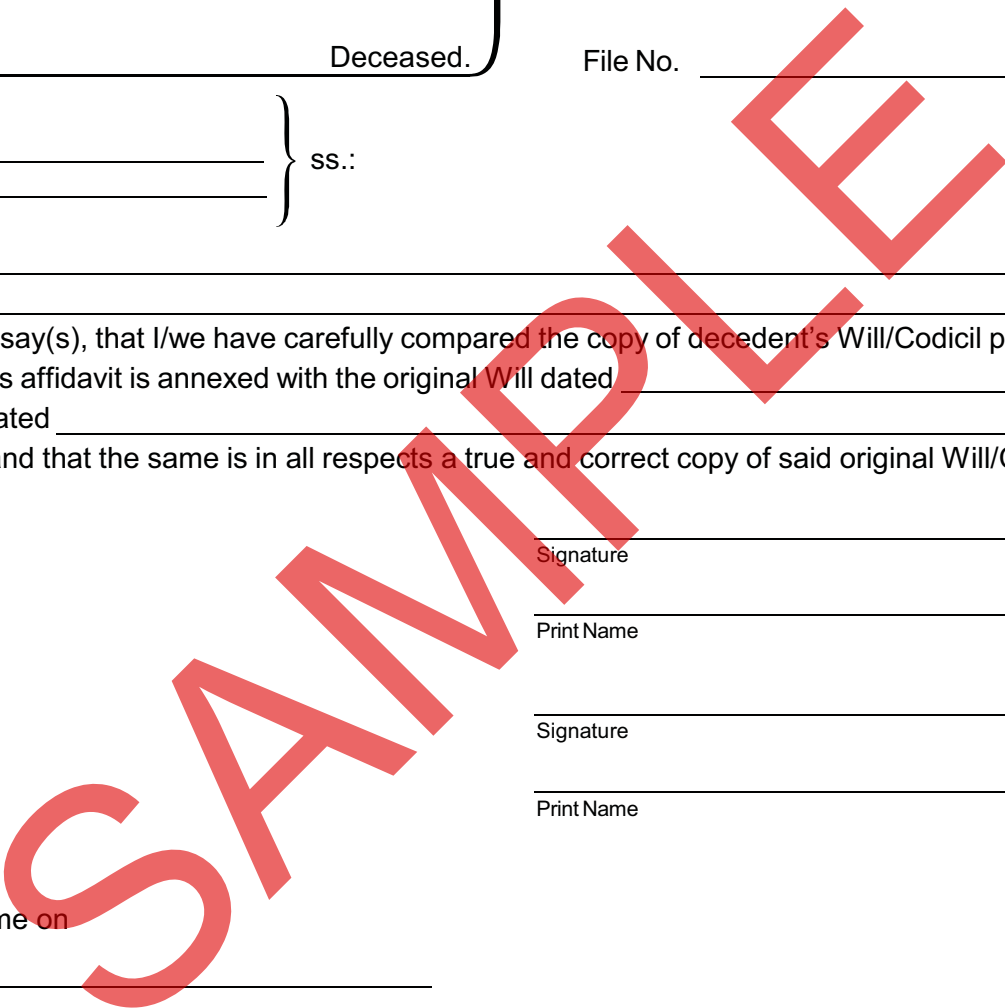 Deceased.
File No.
ss.:
say(s), that I/we have carefully compared the copy of decedent's Will/Codicil p
s affidavit is annexed with the original Will dated
ated
and that the same is in all respects a true and correct copy of said original Will/C
Signature
Print Name
Signature
Print Name
me on
SAMPLE